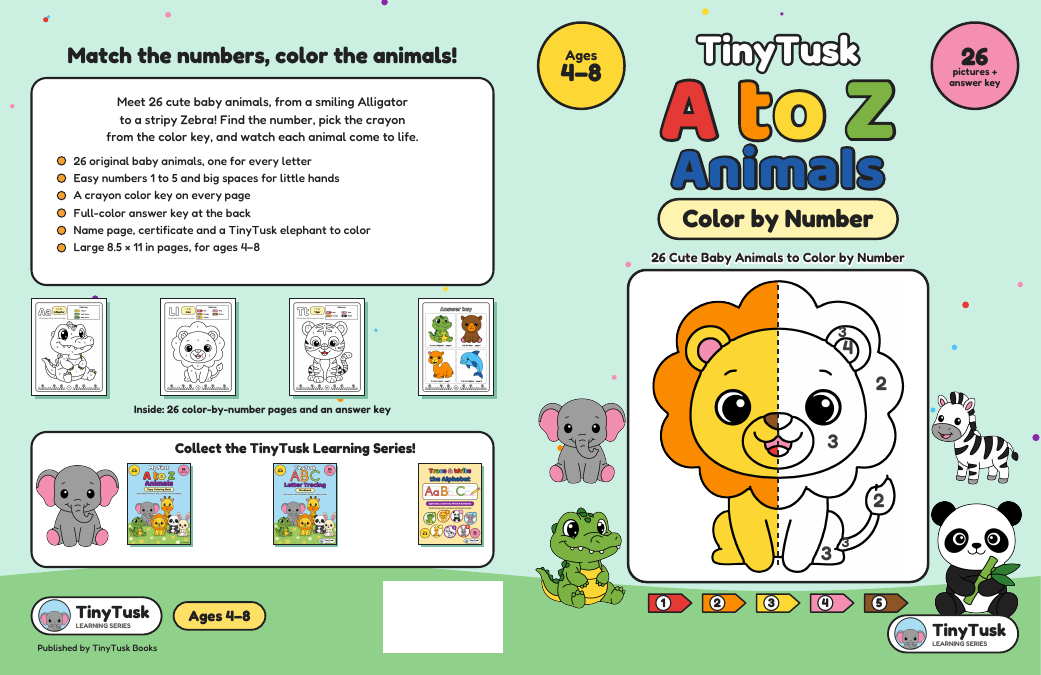 Match the numbers, color the animals!
Meet 26 cute baby animals, from a smiling Alligator
to a stripy Zebra! Find the number, pick the crayon
from the color key, and watch each animal come to life.
26 original baby animals, one for every letter
Easy numbers 1 to 5 and big spaces for little hands
A crayon color key on every page
Full-color answer key at the back
Name page, certificate and a TinyTusk elephant to color
Large 8.5 × 11 in pages, for ages 4–8
Aa
Ll
Tt
Answer key
Inside: 26 color-by-number pages and an answer key
Collect the TinyTusk Learning Series!
My First
A to Z
Animals
ABC
Letter Tracing
Trace & Write
the Alphabet
Aa B C
TinyTusk
LEARNING SERIES
Ages 4–8
Published by TinyTusk Books
Ages
4–8
TinyTusk
26
pictures +
answer key
A to Z
Animals
Color by Number
26 Cute Baby Animals to Color by Number
3
4
2
3
2
3
3
1 2 3 4 5
TinyTusk
LEARNING SERIES